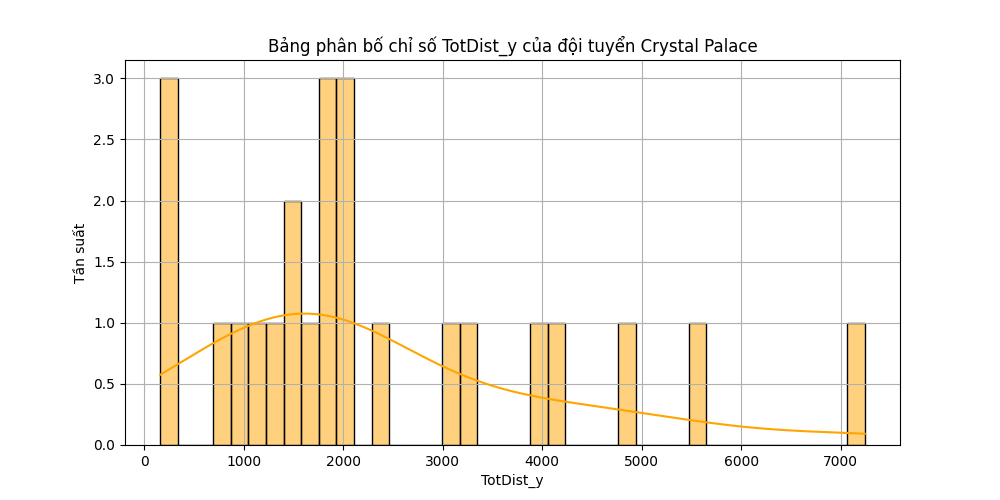 Bảng phân bố chỉ số TotDist_y của đội tuyển Crystal Palace
3.0
2.5
2.0
1.5
1.0
0.5
0.0
Tần suất
0 1000 2000 3000 4000 5000 6000 7000
TotDist_y